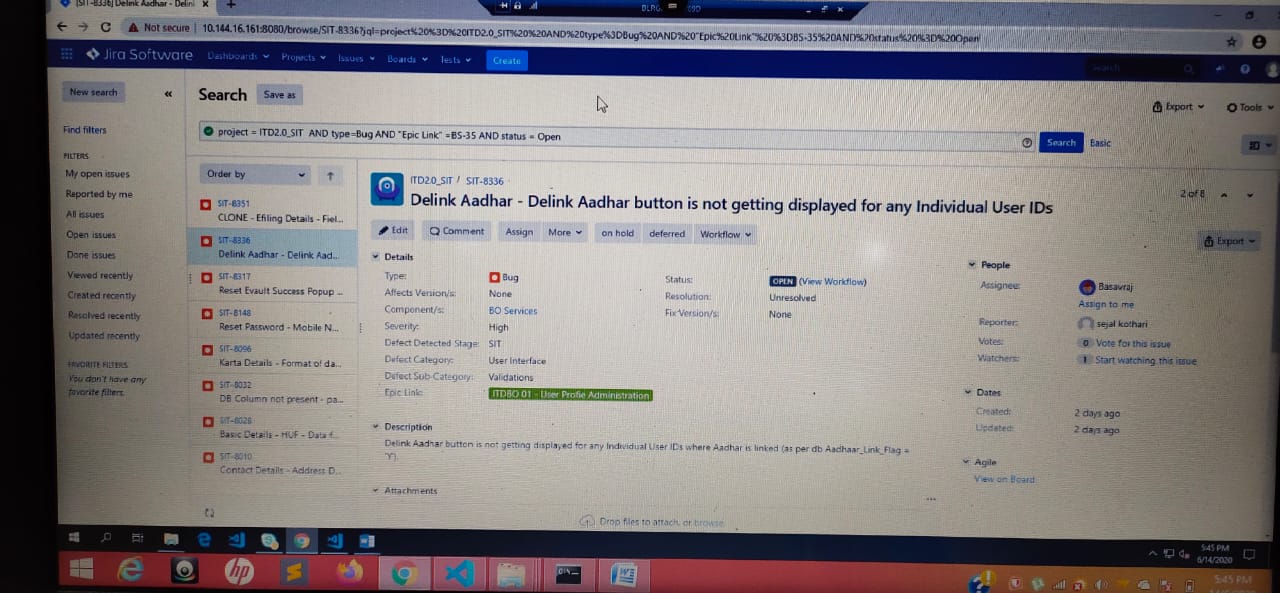 [SIT-8336] Delink Aadhar - Delin
Not secure | 10.144.16.161:8080/browse/SIT-8336?jql=project%20%3D%20ITD2.0_SIT%20%20AND%20type%3DBug%20AND%20"Epic%20Link"%20%3DBS-35%20AND%20status%20%3D%20Open
Jira Software Dashboards Projects Issues Boards Tests Create Search
New search « Search Save as Export Tools
Find filters
project = ITD2.0_SIT AND type=Bug AND "Epic Link" =BS-35 AND status = Open Search Basic
FILTERS
My open issues
Reported by me
All issues
Open issues
Done issues
Viewed recently
Created recently
Resolved recently
Updated recently
FAVORITE FILTERS
You don't have any
favorite filters.
Order by
SIT-8351
CLONE - Efiling Details - Fiel...
SIT-8336
Delink Aadhar - Delink Aad...
SIT-8317
Reset Evault Success Popup ...
SIT-8148
Reset Password - Mobile N...
SIT-8096
Karta Details - Format of da...
SIT-8032
DB Column not present - pa...
SIT-8028
Basic Details - HUF - Data f...
SIT-8010
Contact Details - Address D...
ITD2.0_SIT / SIT-8336
Delink Aadhar - Delink Aadhar button is not getting displayed for any Individual User IDs
2 of 8
Edit Comment Assign More on hold deferred Workflow Export
Details
Type: Bug
Affects Version/s: None
Component/s: BO Services
Severity: High
Defect Detected Stage: SIT
Defect Category: User Interface
Defect Sub-Category: Validations
Epic Link: ITDBO 01 - User Profie Administration
Status: OPEN (View Workflow)
Resolution: Unresolved
Fix Version/s: None
Description
Delink Aadhar button is not getting displayed for any Individual User IDs where Aadhar is linked (as per db Aadhaar_Link_Flag =
'Y').
Attachments
Drop files to attach, or browse.
People
Assignee: Basavraj
Assign to me
Reporter: sejal kothari
Votes: 0 Vote for this issue
Watchers: 1 Start watching this issue
Dates
Created: 2 days ago
Updated: 2 days ago
Agile
View on Board
5:45 PM
6/14/2020
hp
5:45 PM